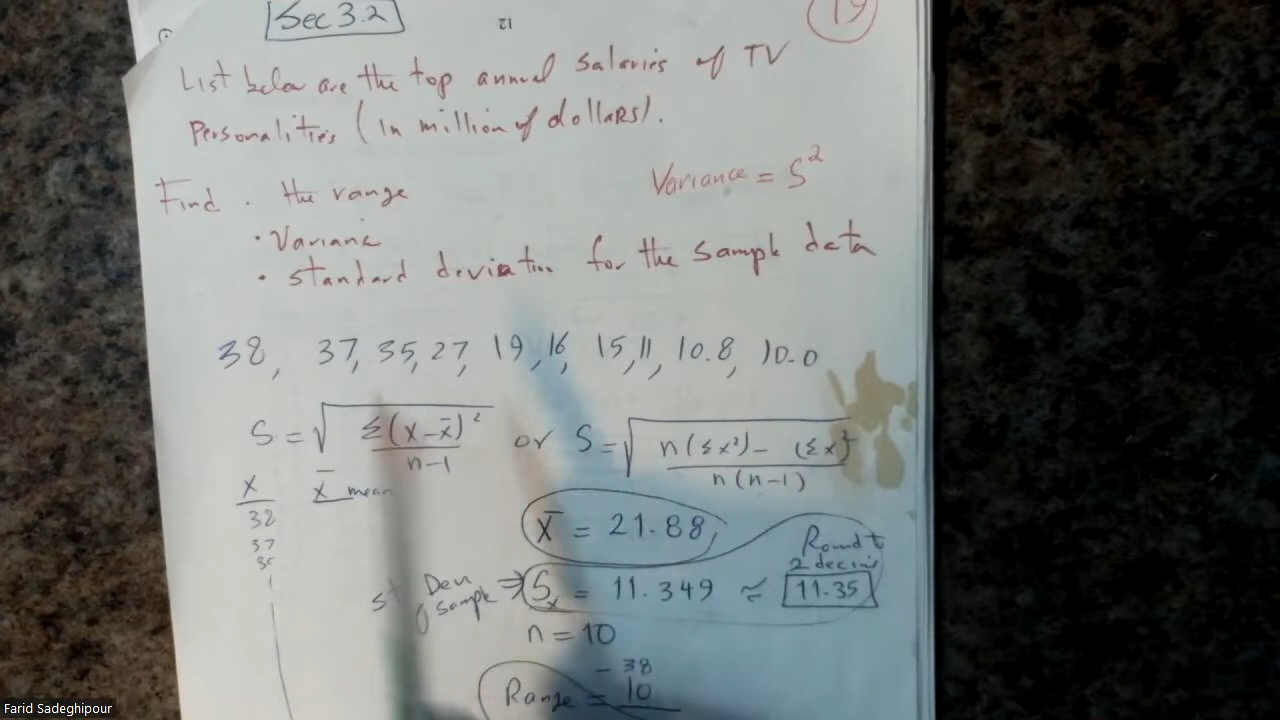 Sec 3.2
12
19
List below are the top annual salaries of TV
Personalities (In million of dollaRs).
Find . the range
Variance = S²
• Varianc
• standard deviation for the sample data
38, 37, 35, 27, 19, 16, 15, 11, 10.8, 10.0
S = √ Σ(x-x̄)² / n-1 or S = √ n(Σx²) - (Σx)² / n(n-1)
X x̄ mean
38
37
x̄ = 21.88
Round to
2 decim
st Dev
of sample ⇒ Sx = 11.349 ≈ 11.35
n = 10
Range = 38 - 10
Farid Sadeghipour